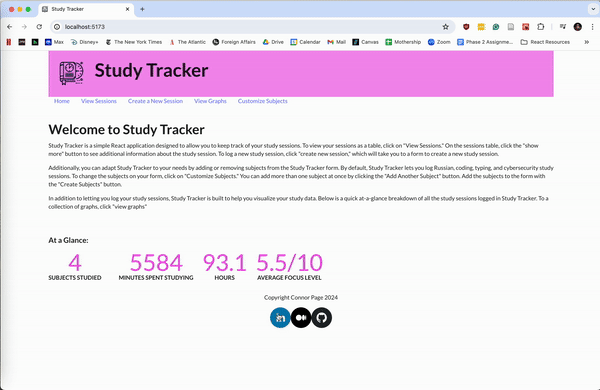 Study Tracker
localhost:5173
Max
Disney+
The New York Times
The Atlantic
Foreign Affairs
Drive
Calendar
Mail
Canvas
Mothership
Zoom
Phase 2 Assignme...
React Resources
Study Tracker
Home View Sessions Create a New Session View Graphs Customize Subjects
Welcome to Study Tracker
Study Tracker is a simple React application designed to allow you to keep track of your study sessions. To view your sessions as a table, click on "View Sessions." On the sessions table, click the "show
more" button to see additional information about the study session. To log a new study session, click "create new session," which will take you to a form to create a new study session.
Additionally, you can adapt Study Tracker to your needs by adding or removing subjects from the Study Tracker form. By default, Study Tracker lets you log Russian, coding, typing, and cybersecurity study
sessions. To change the subjects on your form, click on "Customize Subjects." You can add more than one subject at once by clicking the "Add Another Subject" button. Add the subjects to the form with
the "Create Subjects" button.
In addition to letting you log your study sessions, Study Tracker is built to help you visualize your study data. Below is a quick at-a-glance breakdown of all the study sessions logged in Study Tracker. To a
collection of graphs, click "view graphs"
At a Glance:
4 5584 93.1 5.5/10
SUBJECTS STUDIED MINUTES SPENT STUDYING HOURS AVERAGE FOCUS LEVEL
Copyright Connor Page 2024
in